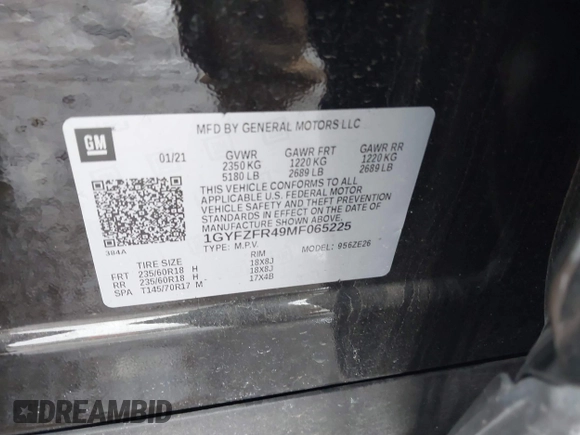 GM
MFD BY GENERAL MOTORS LLC
01/21
GVWR
2350 KG
5180 LB
GAWR FRT
1220 KG
2689 LB
GAWR RR
1220 KG
2689 LB
THIS VEHICLE CONFORMS TO ALL
APPLICABLE U.S. FEDERAL MOTOR
VEHICLE SAFETY AND THEFT PREVENTION
STANDARDS IN EFFECT ON THE DATE OF
MANUFACTURE SHOWN ABOVE.
1GYFZFR49MF065225
TYPE: M.P.V. MODEL: 956ZE26
384A
TIRE SIZE RIM
FRT 235/60R18 H 18X8J
RR 235/60R18 H 18X8J
SPA T145/70R17 M 17X4B
DREAMBID